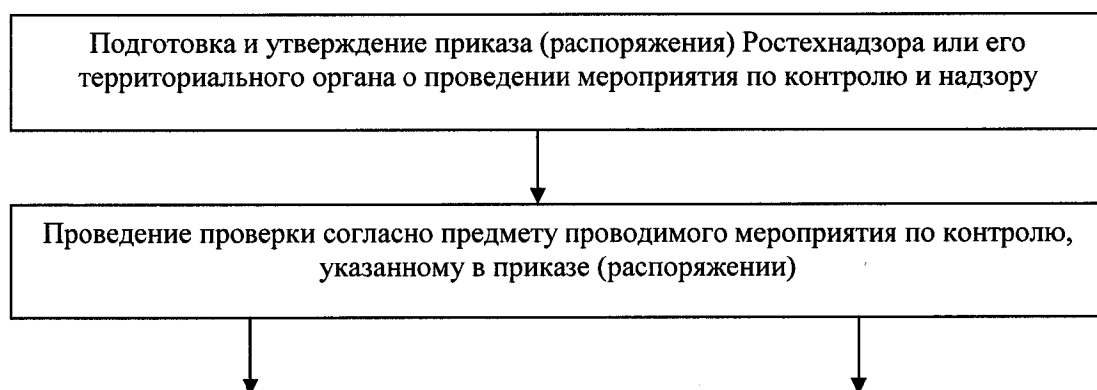 Подготовка и утверждение приказа (распоряжения) Ростехнадзора или его
территориального органа о проведении мероприятия по контролю и надзору
Проведение проверки согласно предмету проводимого мероприятия по контролю,
указанному в приказе (распоряжении)